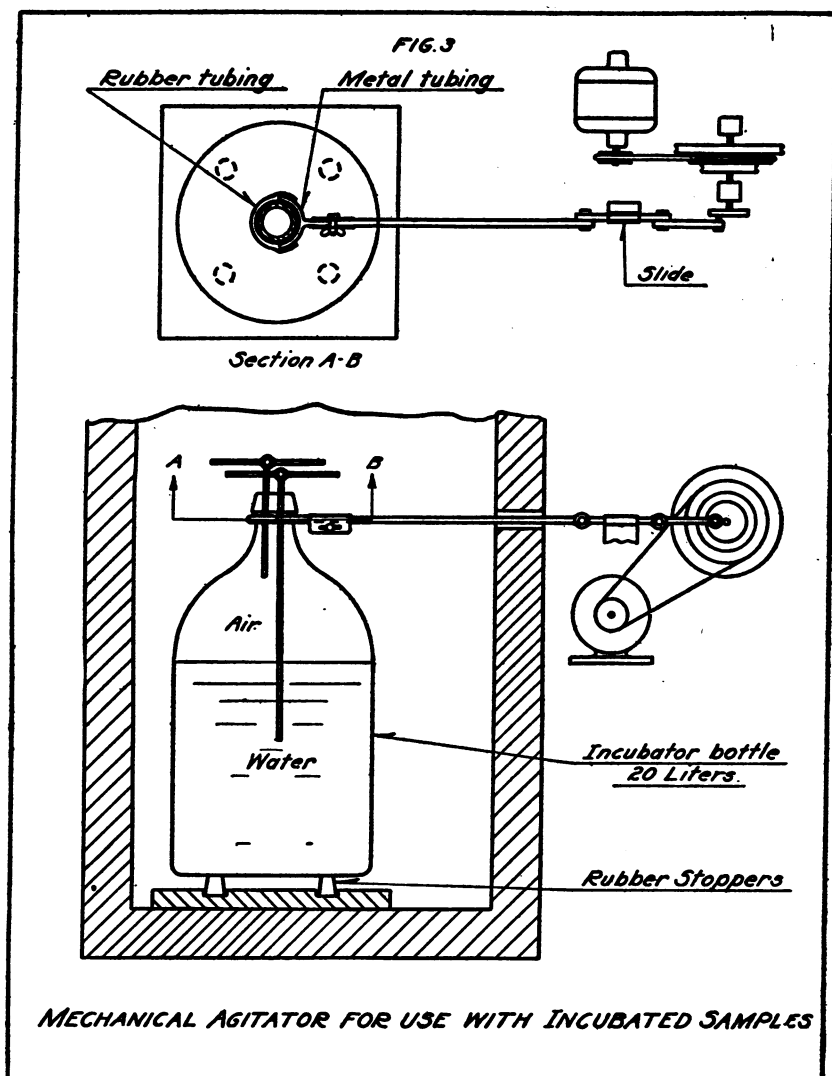 FIG. 3
Rubber tubing
Metal tubing
Slide
Section A-B
A
B
Air
Water
Incubator bottle
20 Liters.
Rubber Stoppers
MECHANICAL AGITATOR FOR USE WITH INCUBATED SAMPLES